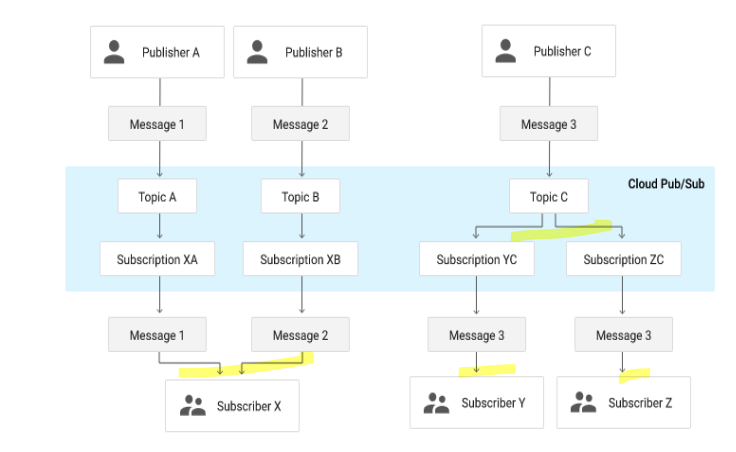 Publisher A
Publisher B
Publisher C
Message 1
Message 2
Message 3
Cloud Pub/Sub
Topic A
Topic B
Topic C
Subscription XA
Subscription XB
Subscription YC
Subscription ZC
Message 1
Message 2
Message 3
Message 3
Subscriber X
Subscriber Y
Subscriber Z